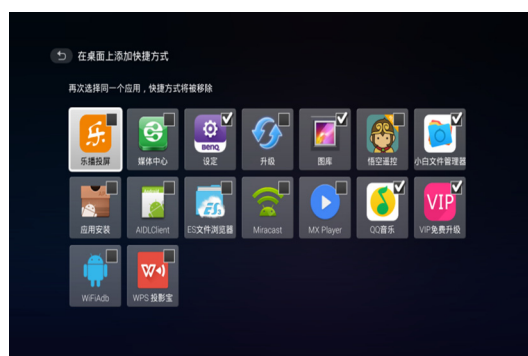 在桌面上添加快捷方式
再次选择同一个应用，快捷方式将被移除
乐
BenQ
VIP
W
乐播投屏 媒体中心 设定 升级 图库 悟空遥控 小白文件管理器
应用安装 AIDLClient ES文件浏览器 Miracast MX Player QQ音乐 VIP免费升级
WiFiAdb WPS 投影宝